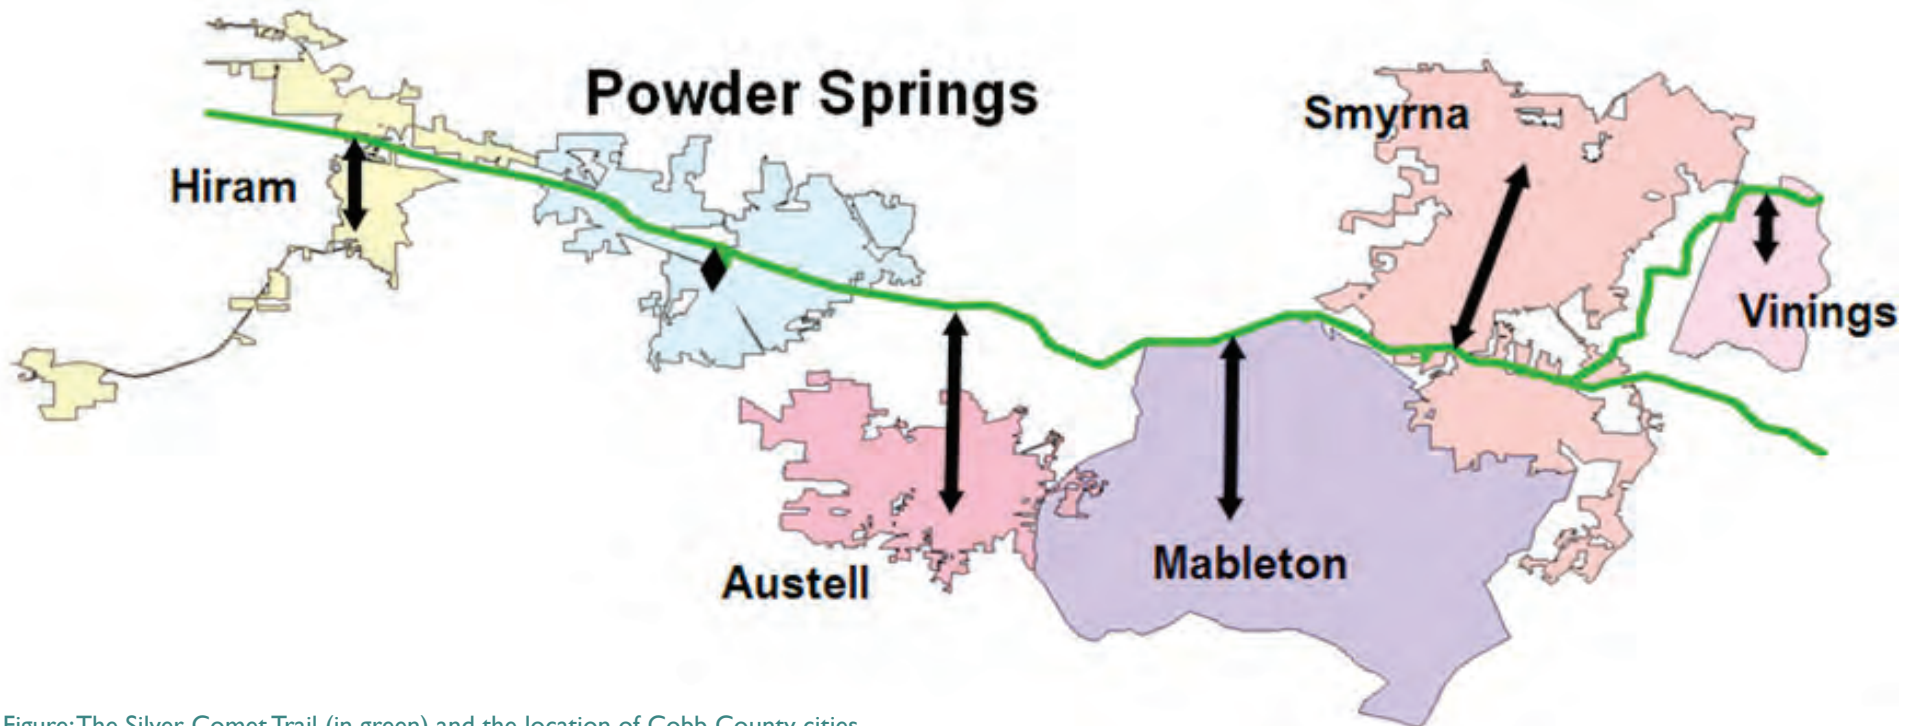 Powder Springs
Smyrna
Hiram
Vinings
Mableton
Austell
Figure: The Silver Comet Trail (in green) and the location of Cobb County cities